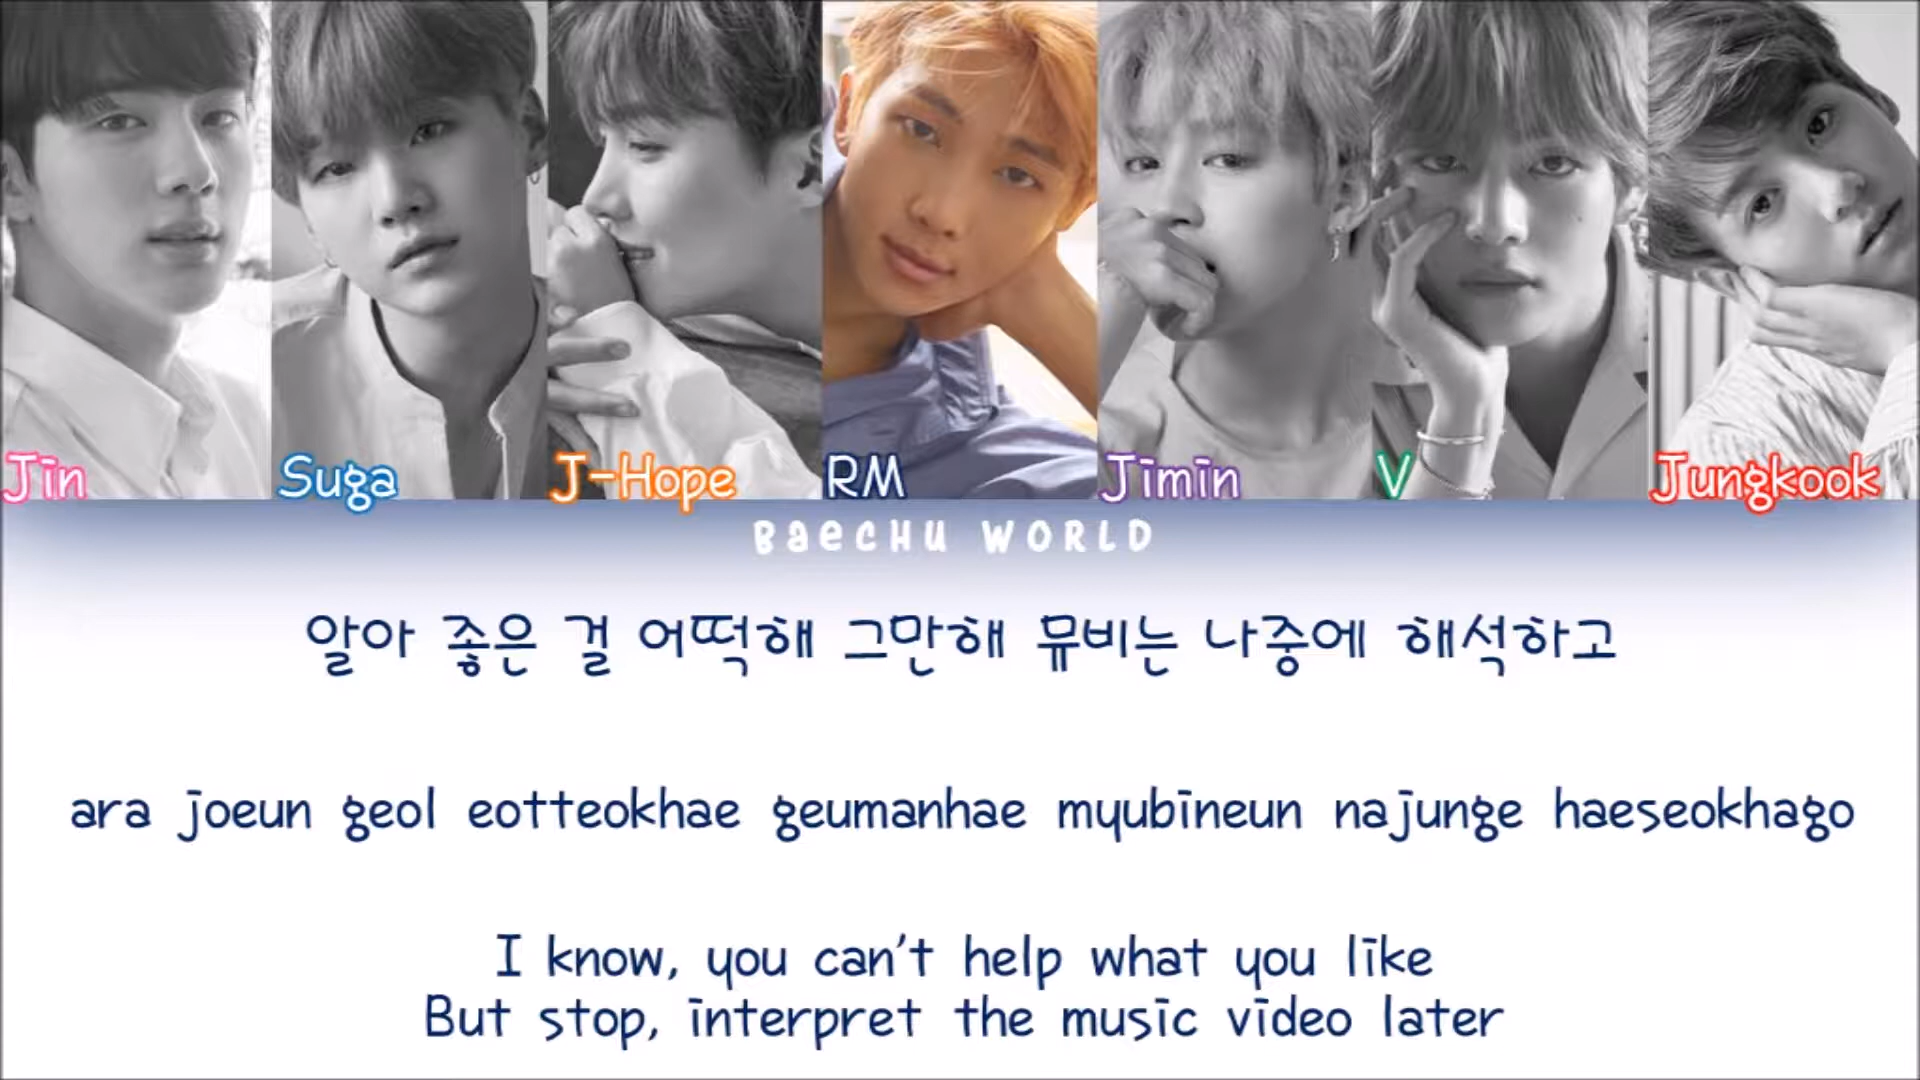 Jin Suga J-Hope RM Jimin V Jungkook
BaeCHU WORLD
알아 좋은 걸 어떡해 그만해 뮤비는 나중에 해석하고
ara joeun geol eotteokhae geumanhae myubineun najunge haeseokhago
I know, you can't help what you like
But stop, interpret the music video later